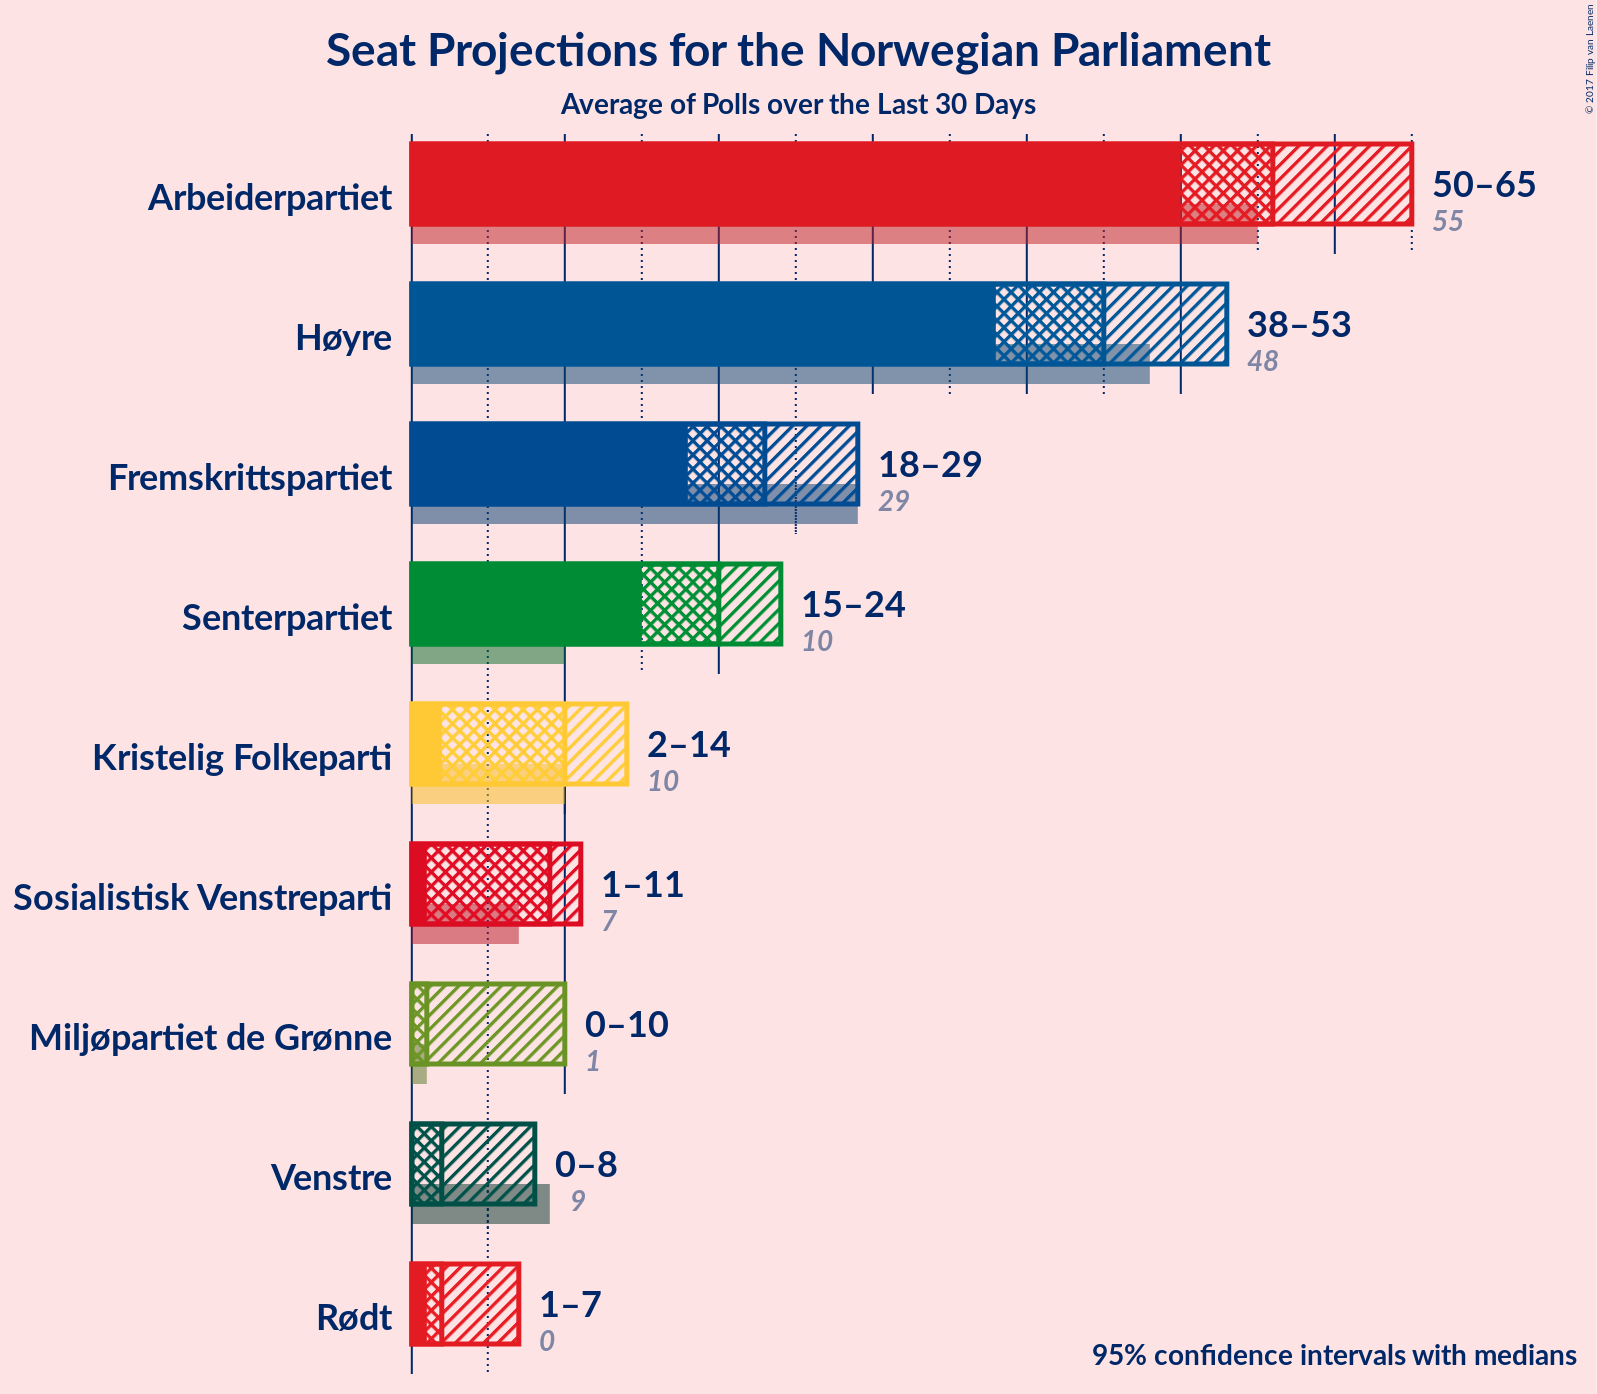 Seat Projections for the Norwegian Parliament
Average of Polls over the Last 30 Days
© 2017 Filip van Laenen
Arbeiderpartiet
50–65
55
Høyre
38–53
48
Fremskrittspartiet
18–29
29
Senterpartiet
15–24
10
Kristelig Folkeparti
2–14
10
Sosialistisk Venstreparti
1–11
7
Miljøpartiet de Grønne
0–10
1
Venstre
0–8
9
Rødt
1–7
0
95% confidence intervals with medians